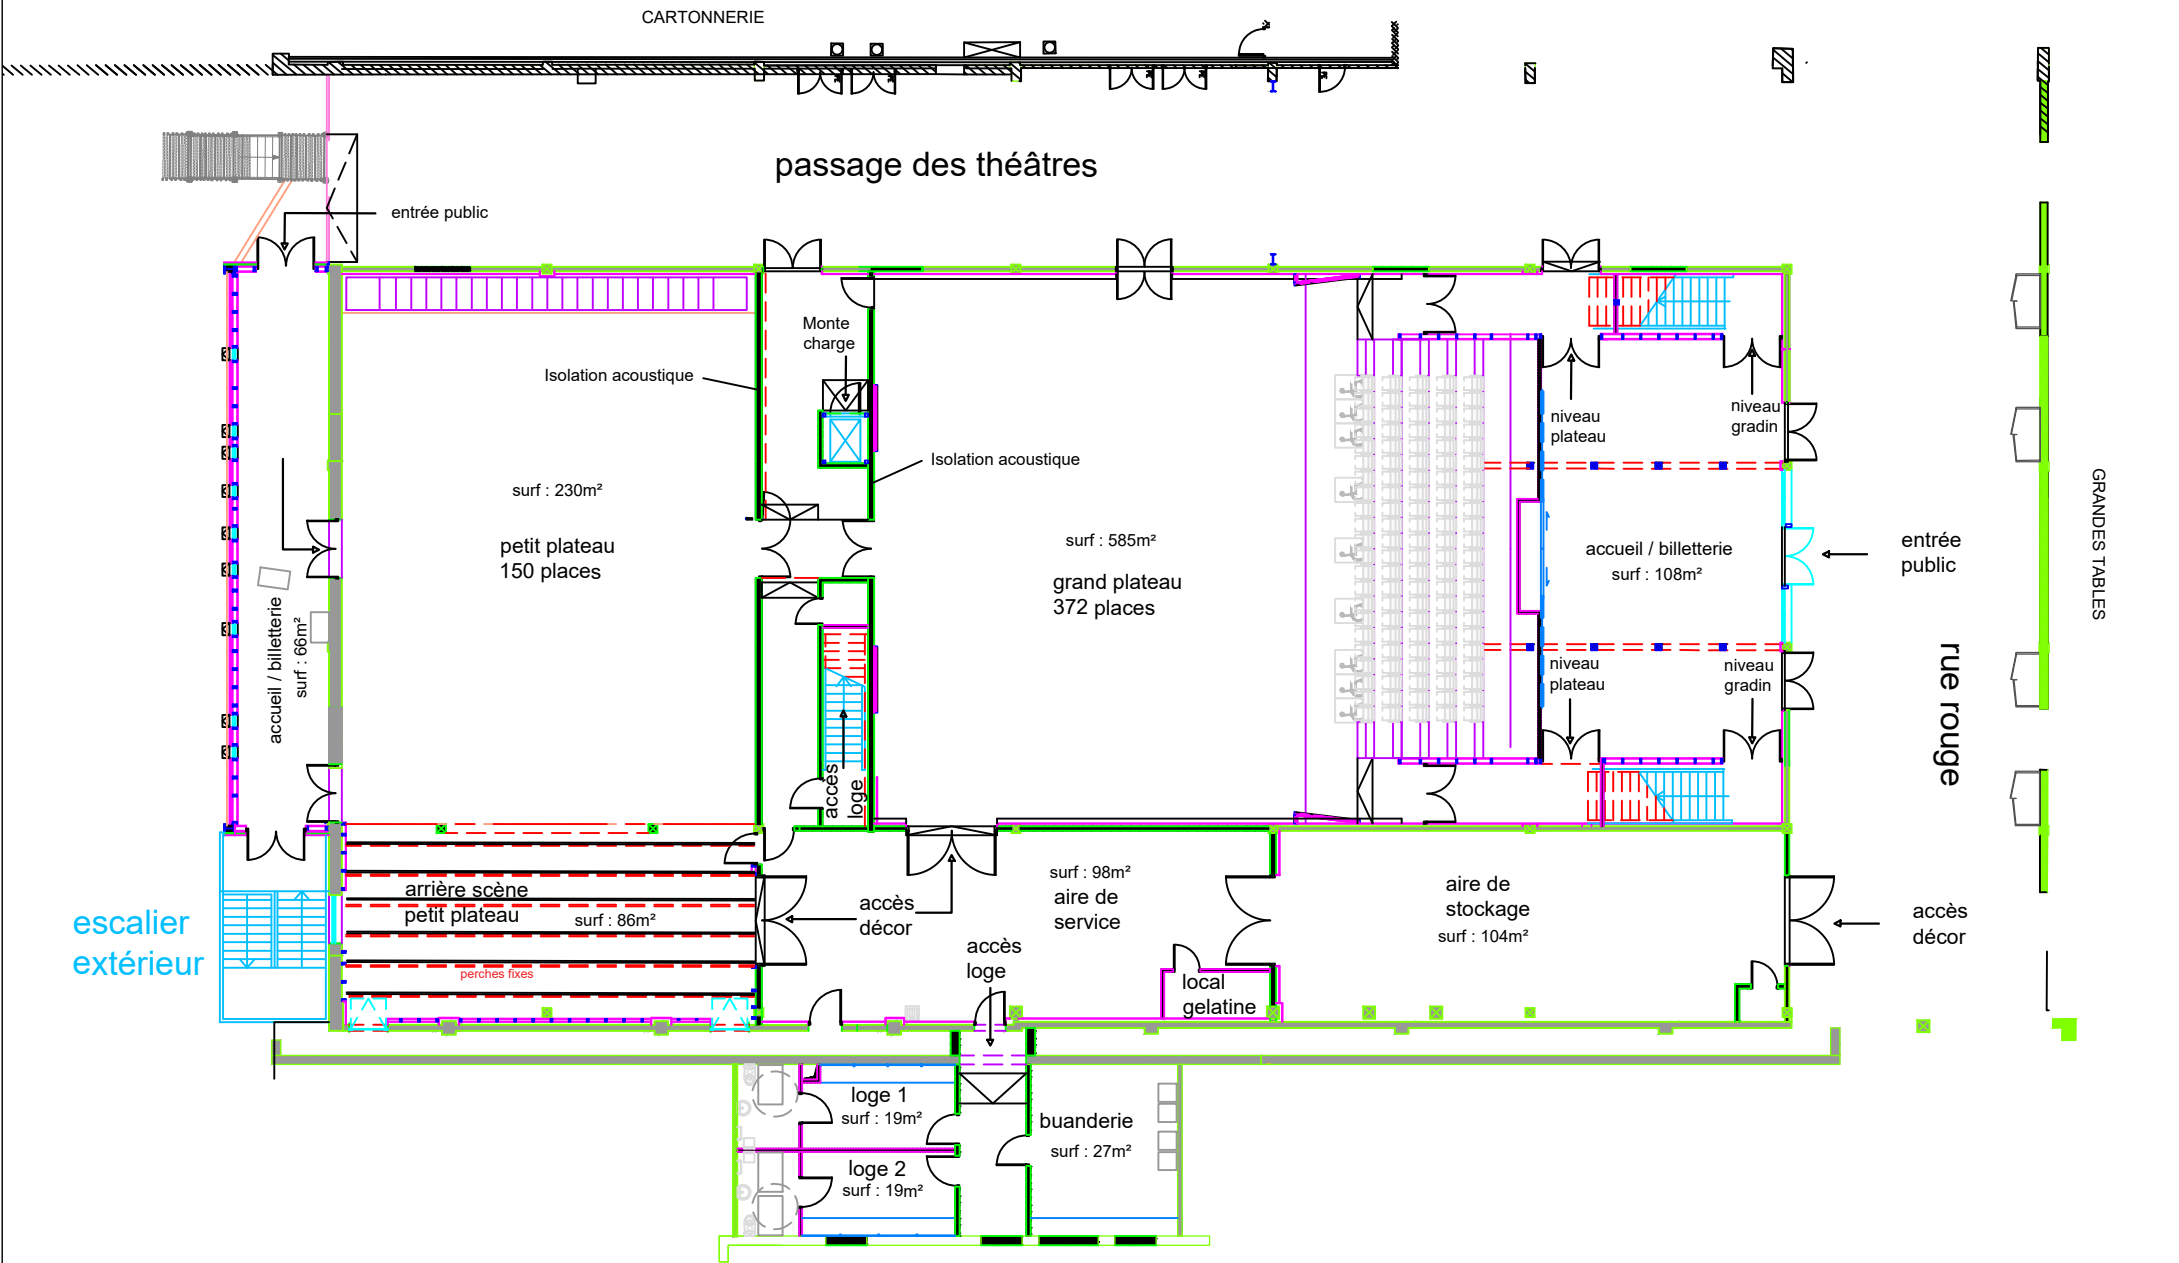 CARTONNERIE
passage des théâtres
entrée public
Monte
charge
Isolation acoustique
niveau
plateau
niveau
gradin
Isolation acoustique
surf : 230m²
petit plateau
150 places
surf : 585m²
grand plateau
372 places
accueil / billetterie
surf : 108m²
entrée
public
GRANDES TABLES
accueil / billetterie
surf : 66m²
niveau
plateau
niveau
gradin
rue rouge
accès
loge
arrière scène
petit plateau
surf : 86m²
perches fixes
escalier
extérieur
accès
décor
surf : 98m²
aire de
service
accès
loge
local
gelatine
aire de
stockage
surf : 104m²
accès
décor
loge 1
surf : 19m²
loge 2
surf : 19m²
buanderie
surf : 27m²